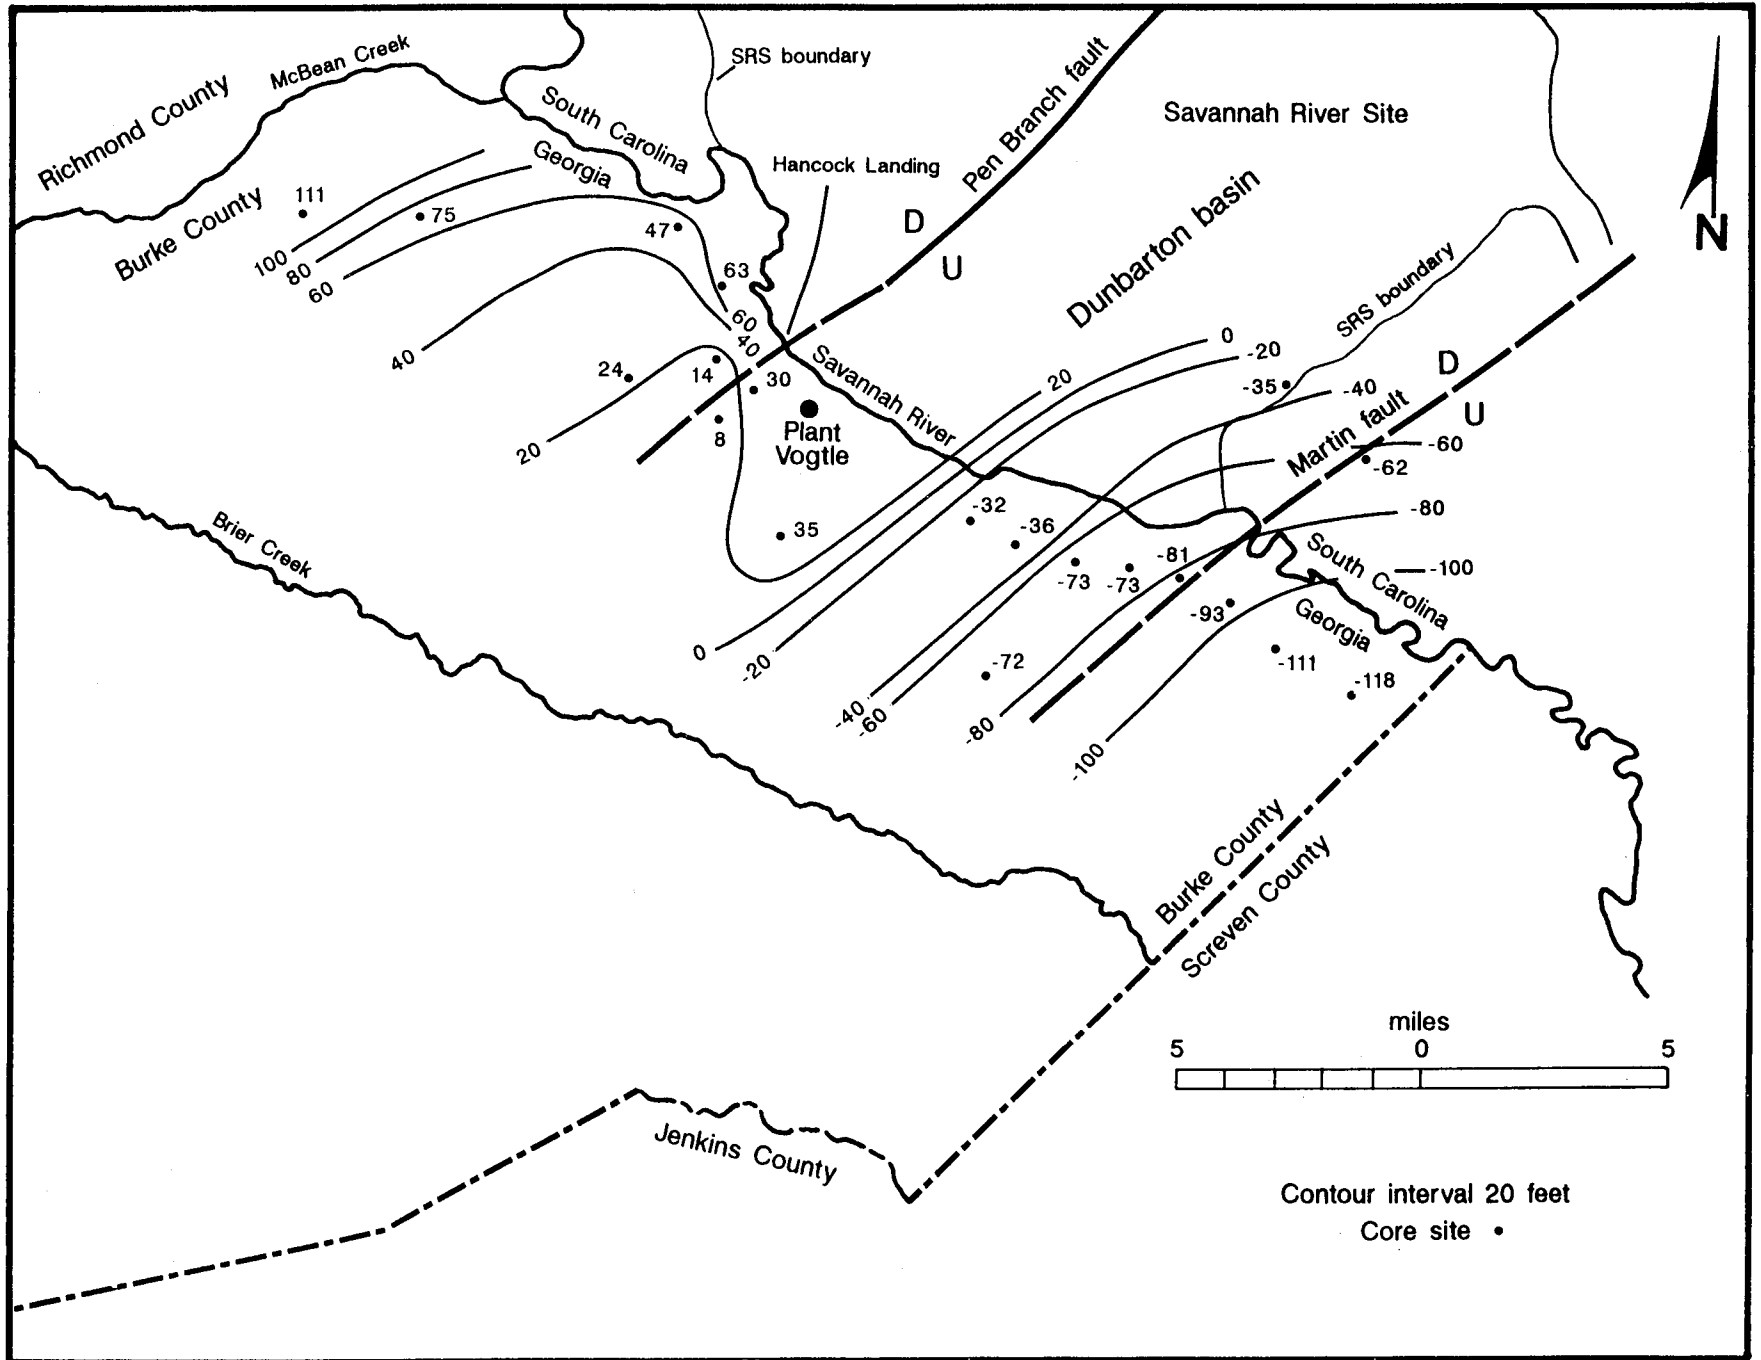 McBean Creek
SRS boundary
Pen Branch fault
Richmond County
South Carolina
Savannah River Site
Georgia
Hancock Landing
Burke County
111
75
47
D
U
Dunbarton basin
N
100
80
60
63
SRS boundary
60
40
40
0
-20
24
14
30
20
Savannah River
-35
-40
D
U
Martin fault
8
Plant
Vogtle
20
-60
-62
-32
-36
35
-80
Brier Creek
-73
-73
-81
South Carolina
-100
-93
Georgia
0
-20
-72
-111
-118
-40
-60
-80
-100
Burke County
Screven County
miles
5 0 5
Jenkins County
Contour interval 20 feet
Core site